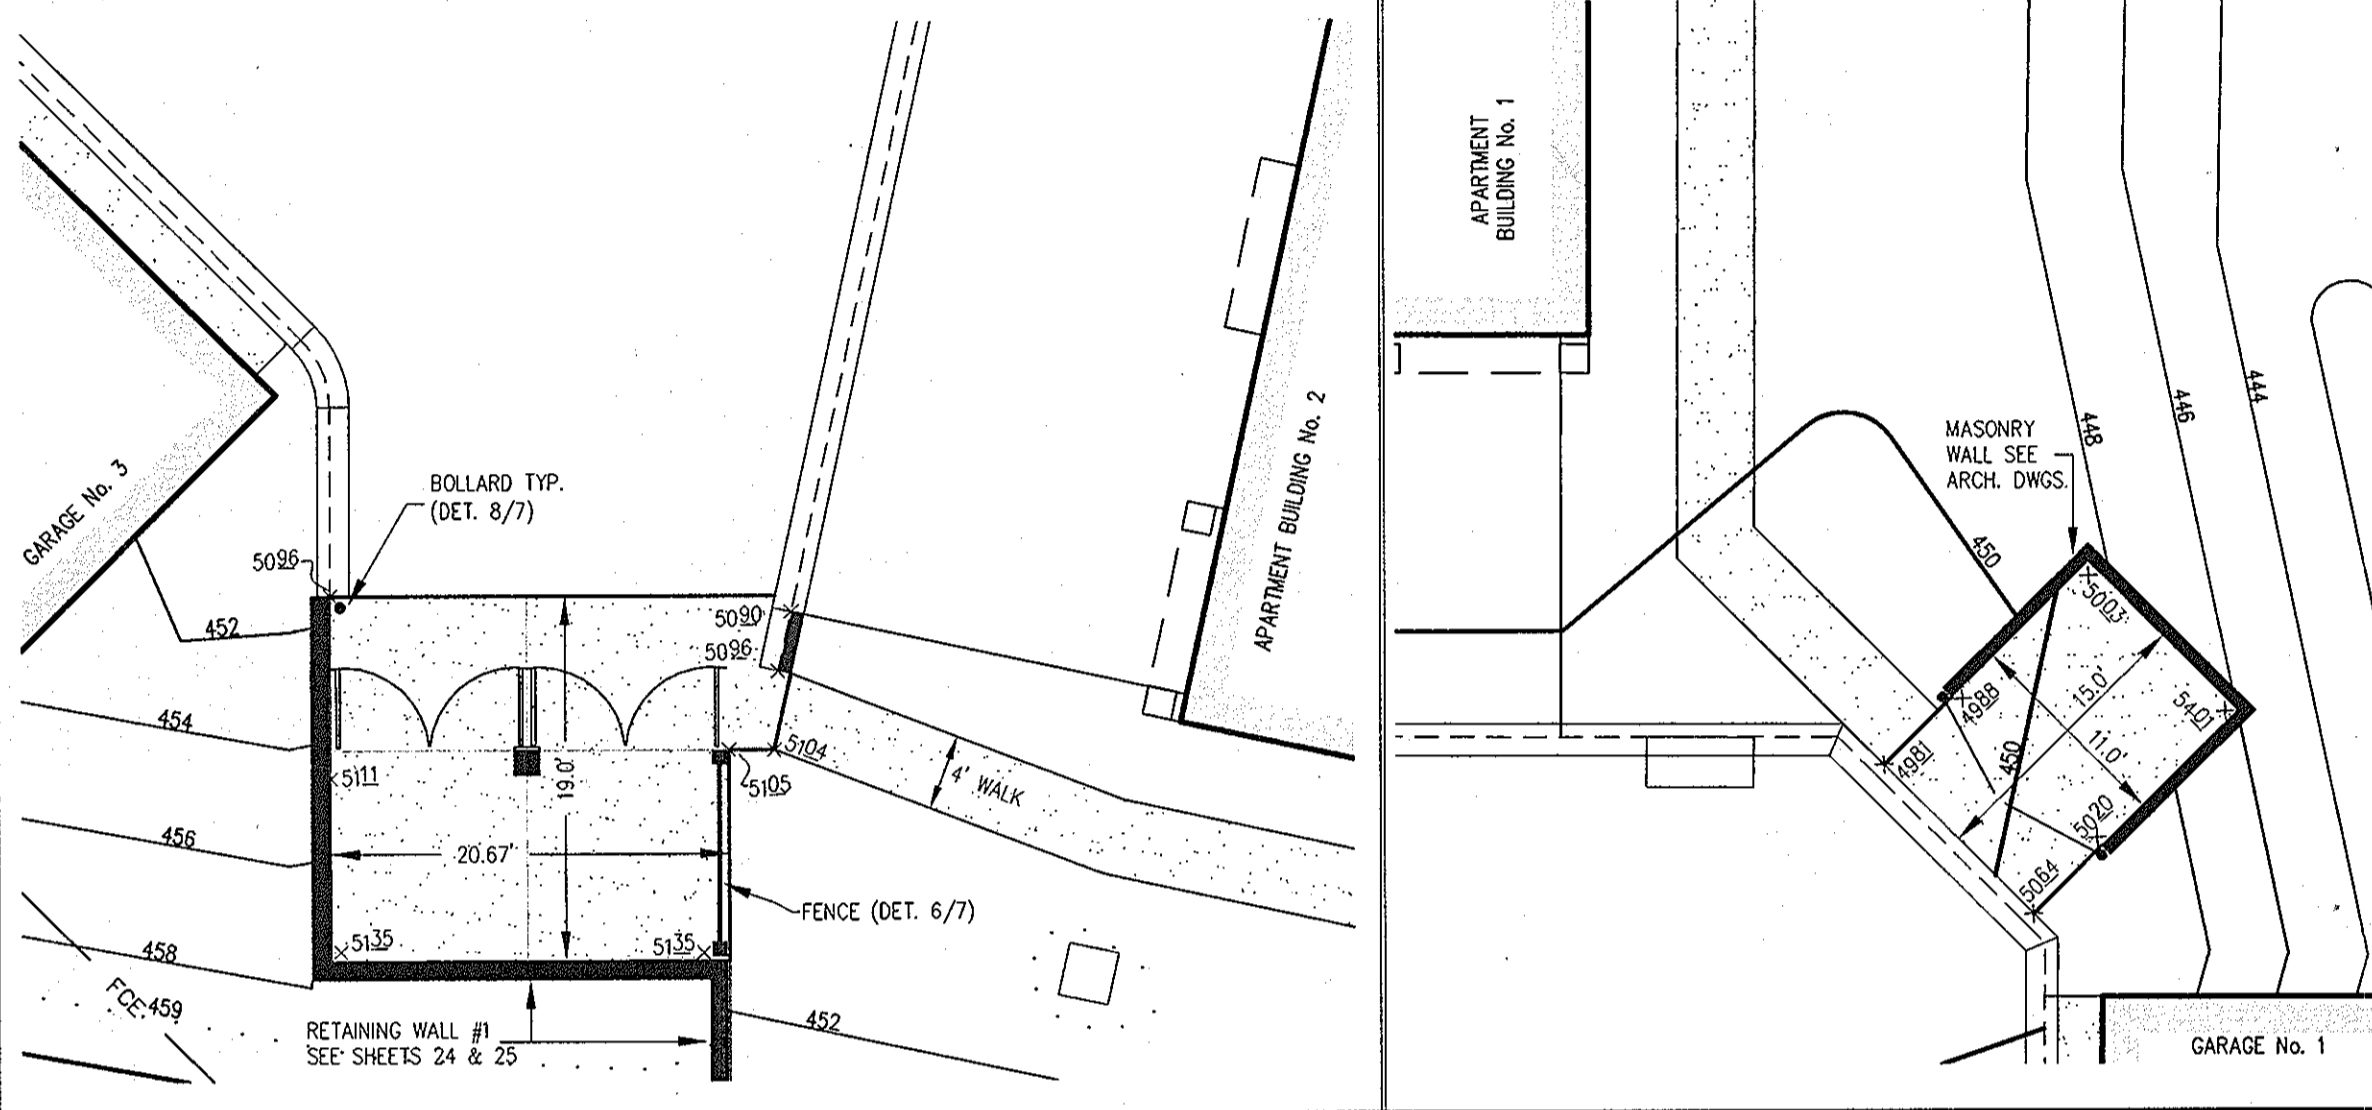 GARAGE No. 3
BOLLARD TYP.
(DET. 8/7)
5096
452
454
456
458
FCE.
459
5090
5096
5104
5105
5111
19.0'
20.67'
5135
5135
4' WALK
FENCE (DET. 6/7)
RETAINING WALL #1
SEE SHEETS 24 & 25
452
APARTMENT BUILDING No. 2
APARTMENT
BUILDING No. 1
MASONRY
WALL SEE
ARCH. DWGS.
448
446
444
450
5003
4988
4981
15.0'
11.0'
5401
450
5020
5064
GARAGE No. 1